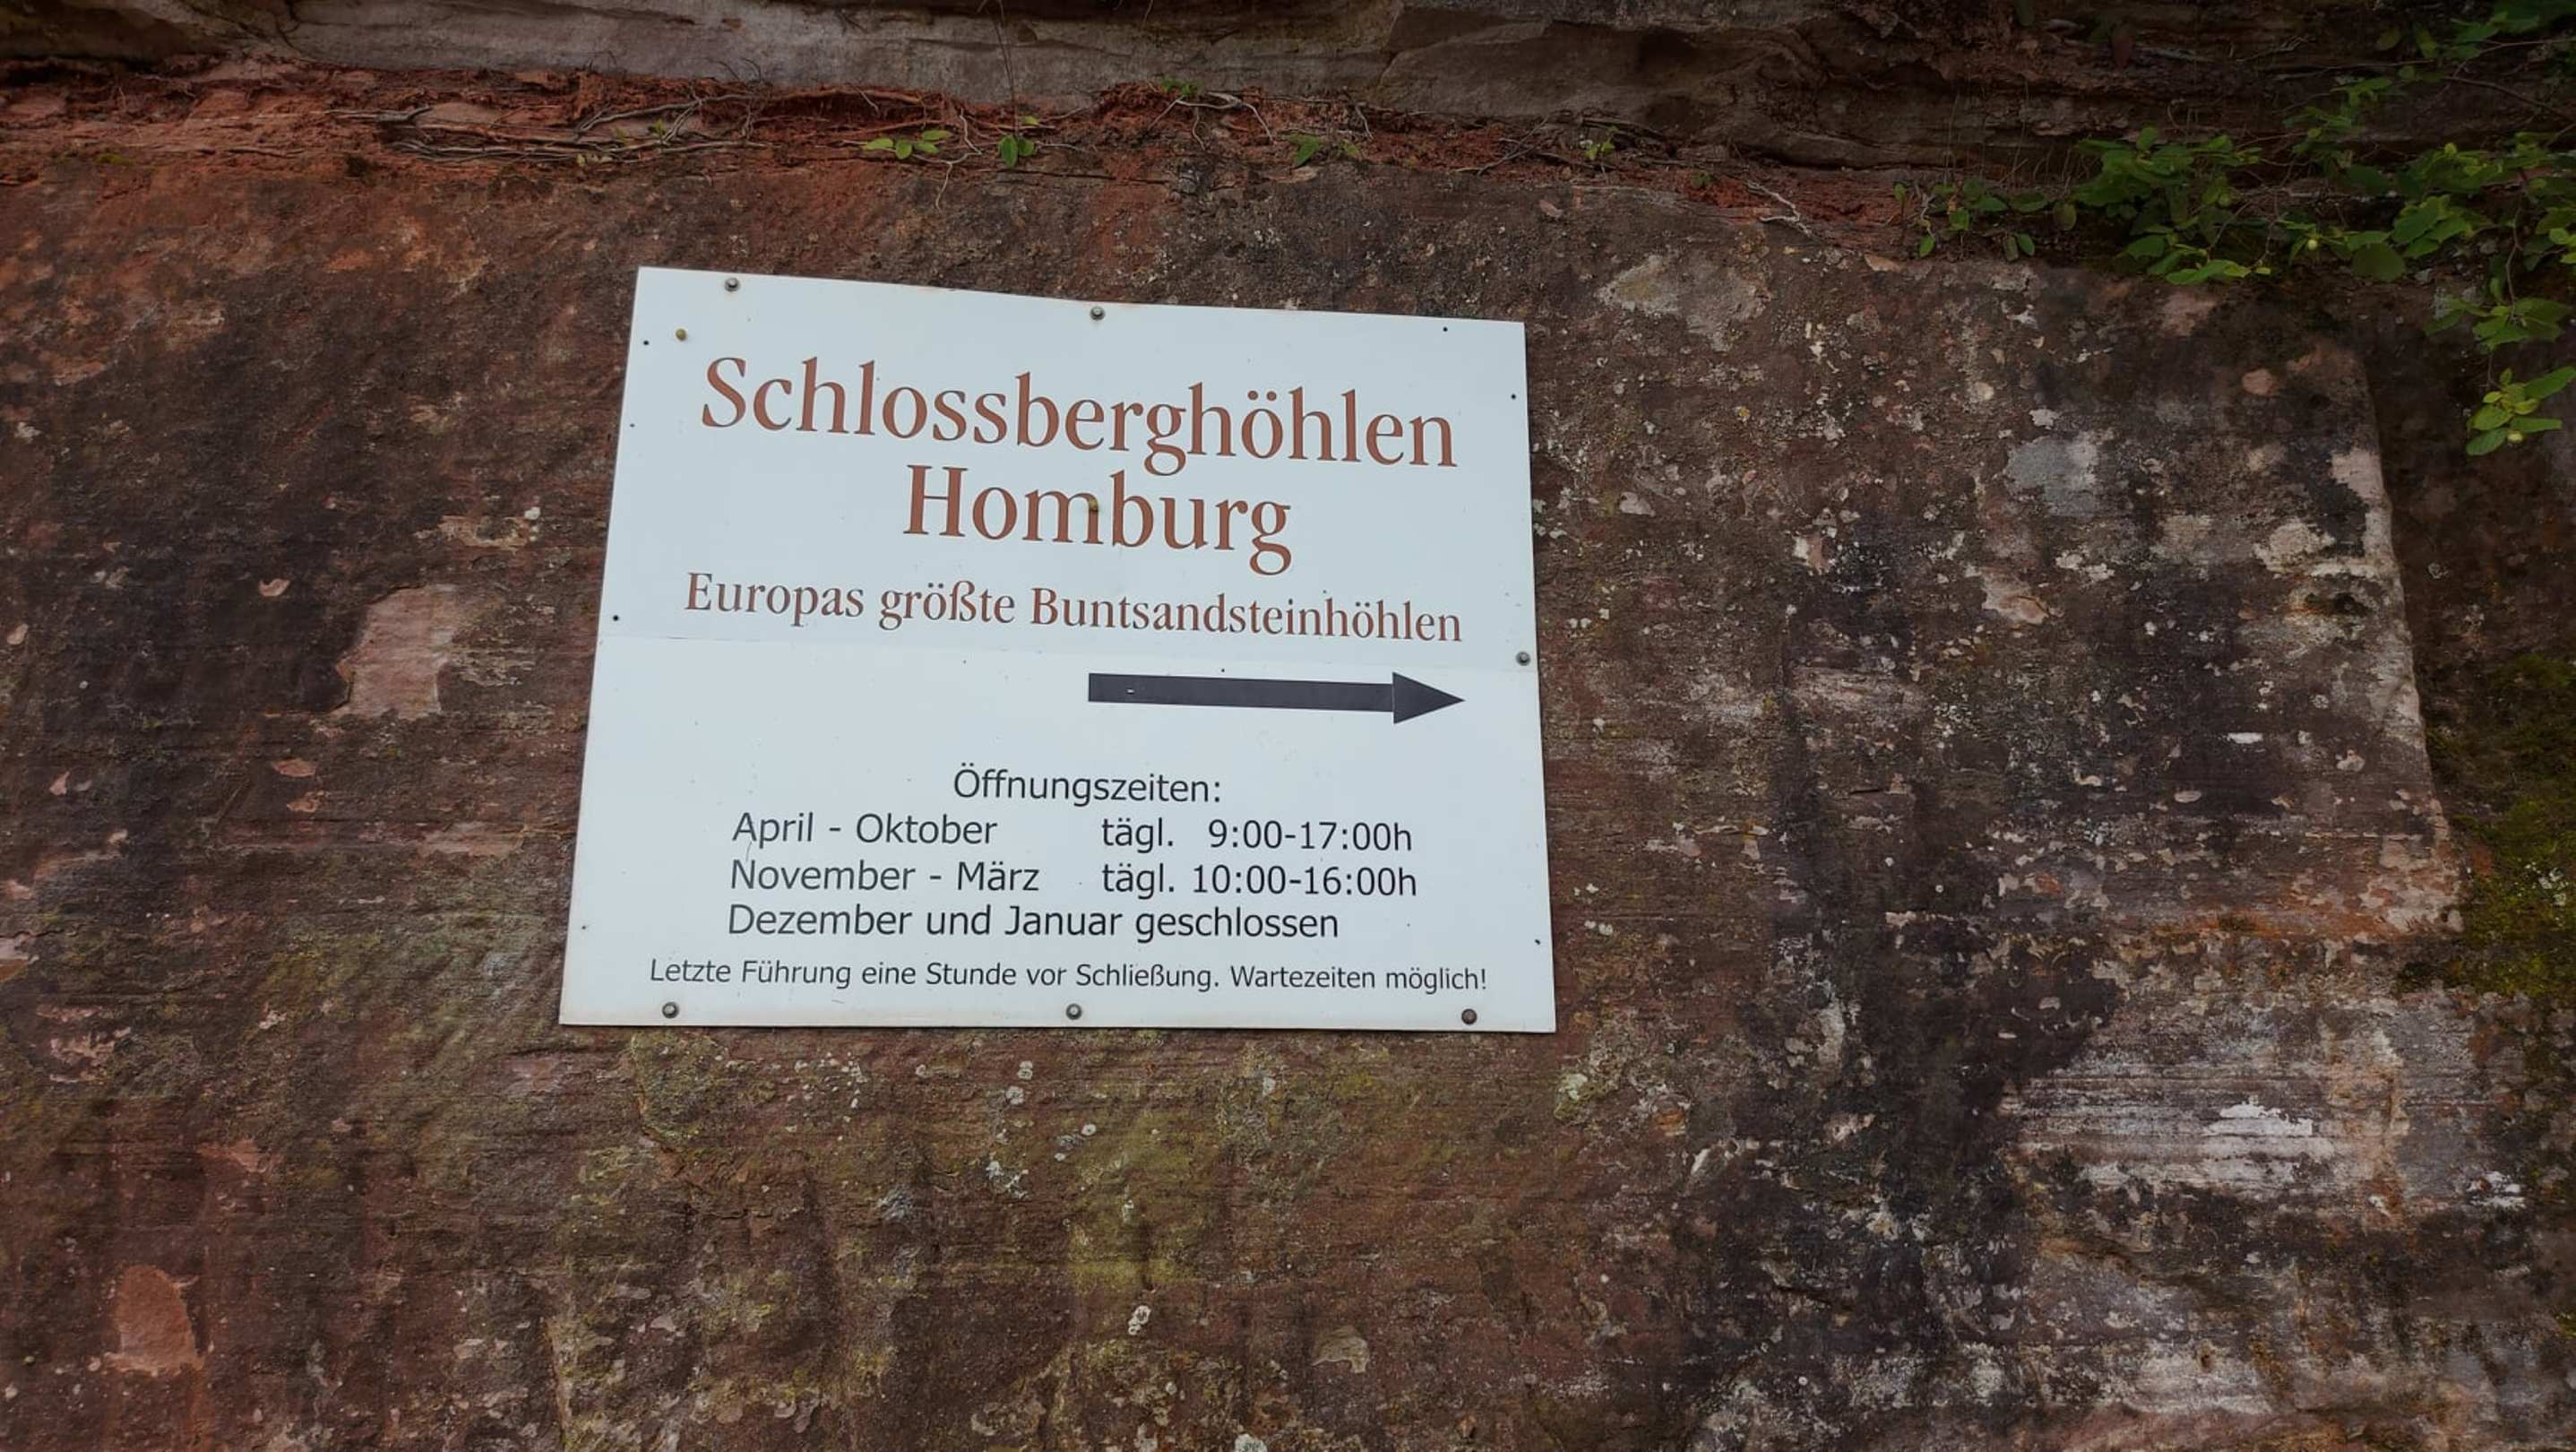 Schlossberghöhlen
Homburg
Europas größte Buntsandsteinhöhlen
Öffnungszeiten:
April - Oktober tägl. 9:00-17:00h
November - März tägl. 10:00-16:00h
Dezember und Januar geschlossen
Letzte Führung eine Stunde vor Schließung. Wartezeiten möglich!